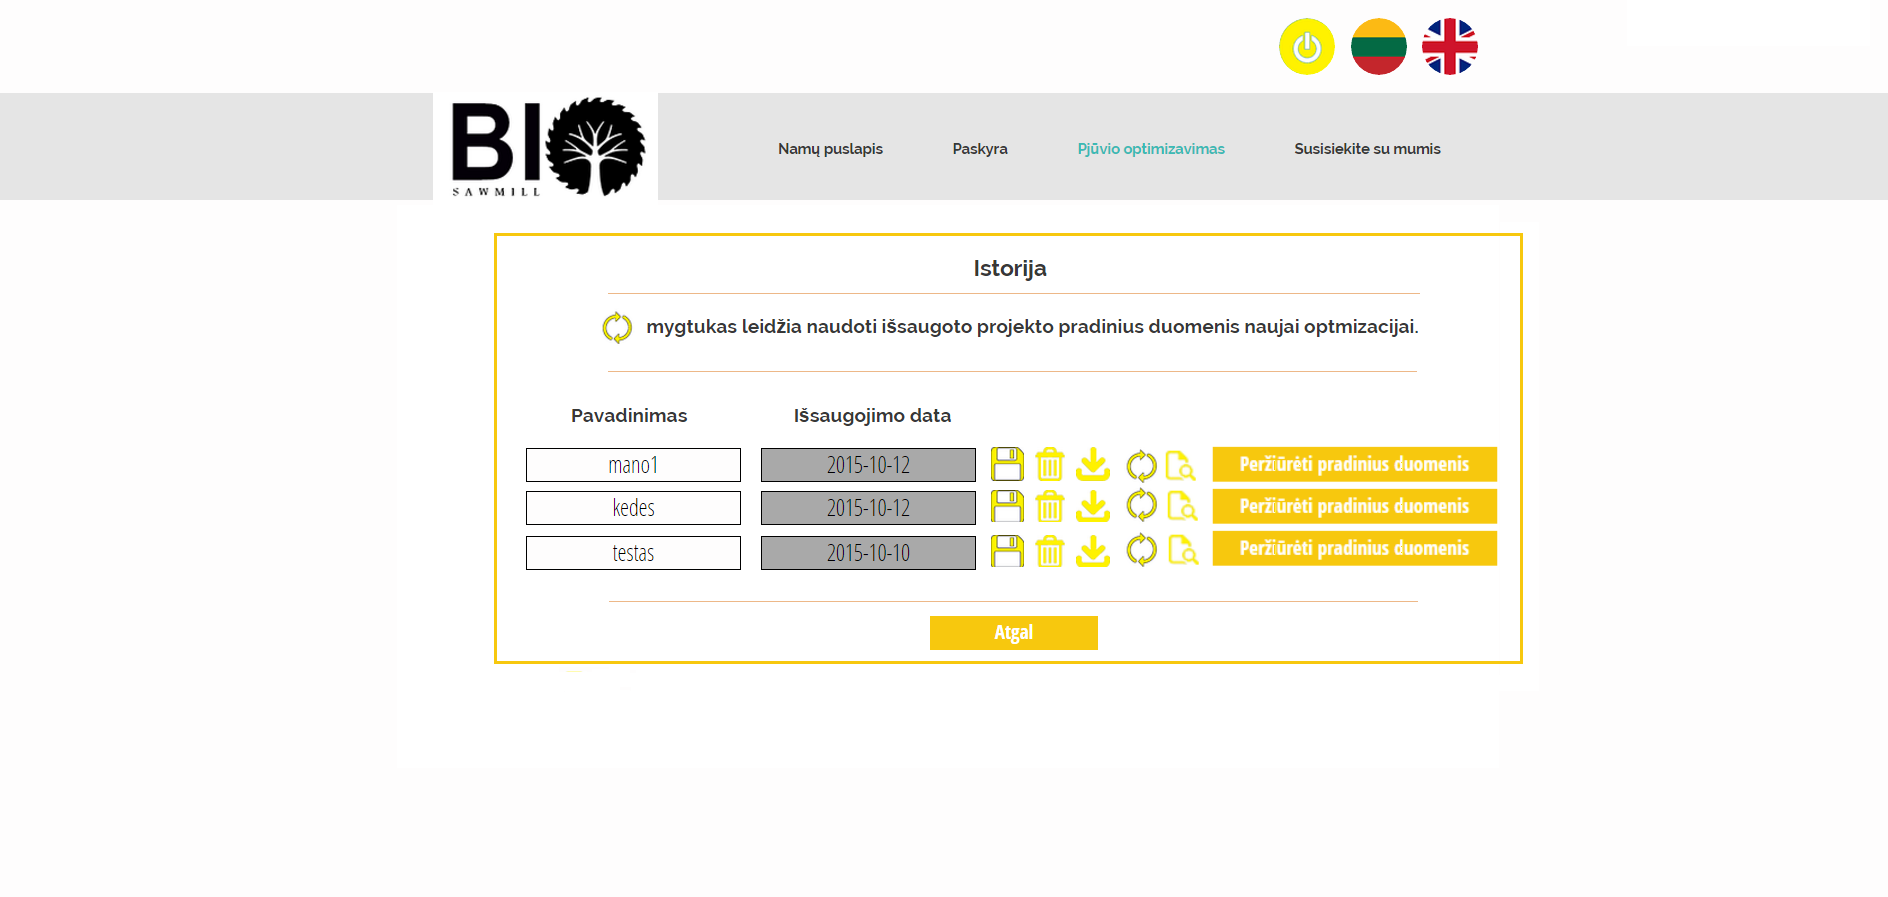 BI
SAWMILL
Namų puslapis Paskyra Pjūvio optimizavimas Susisiekite su mumis
Istorija
mygtukas leidžia naudoti išsaugoto projekto pradinius duomenis naujai optmizacijai.
Pavadinimas Išsaugojimo data
mano1 2015-10-12 Peržiūrėti pradinius duomenis
kedes 2015-10-12 Peržiūrėti pradinius duomenis
testas 2015-10-10 Peržiūrėti pradinius duomenis
Atgal